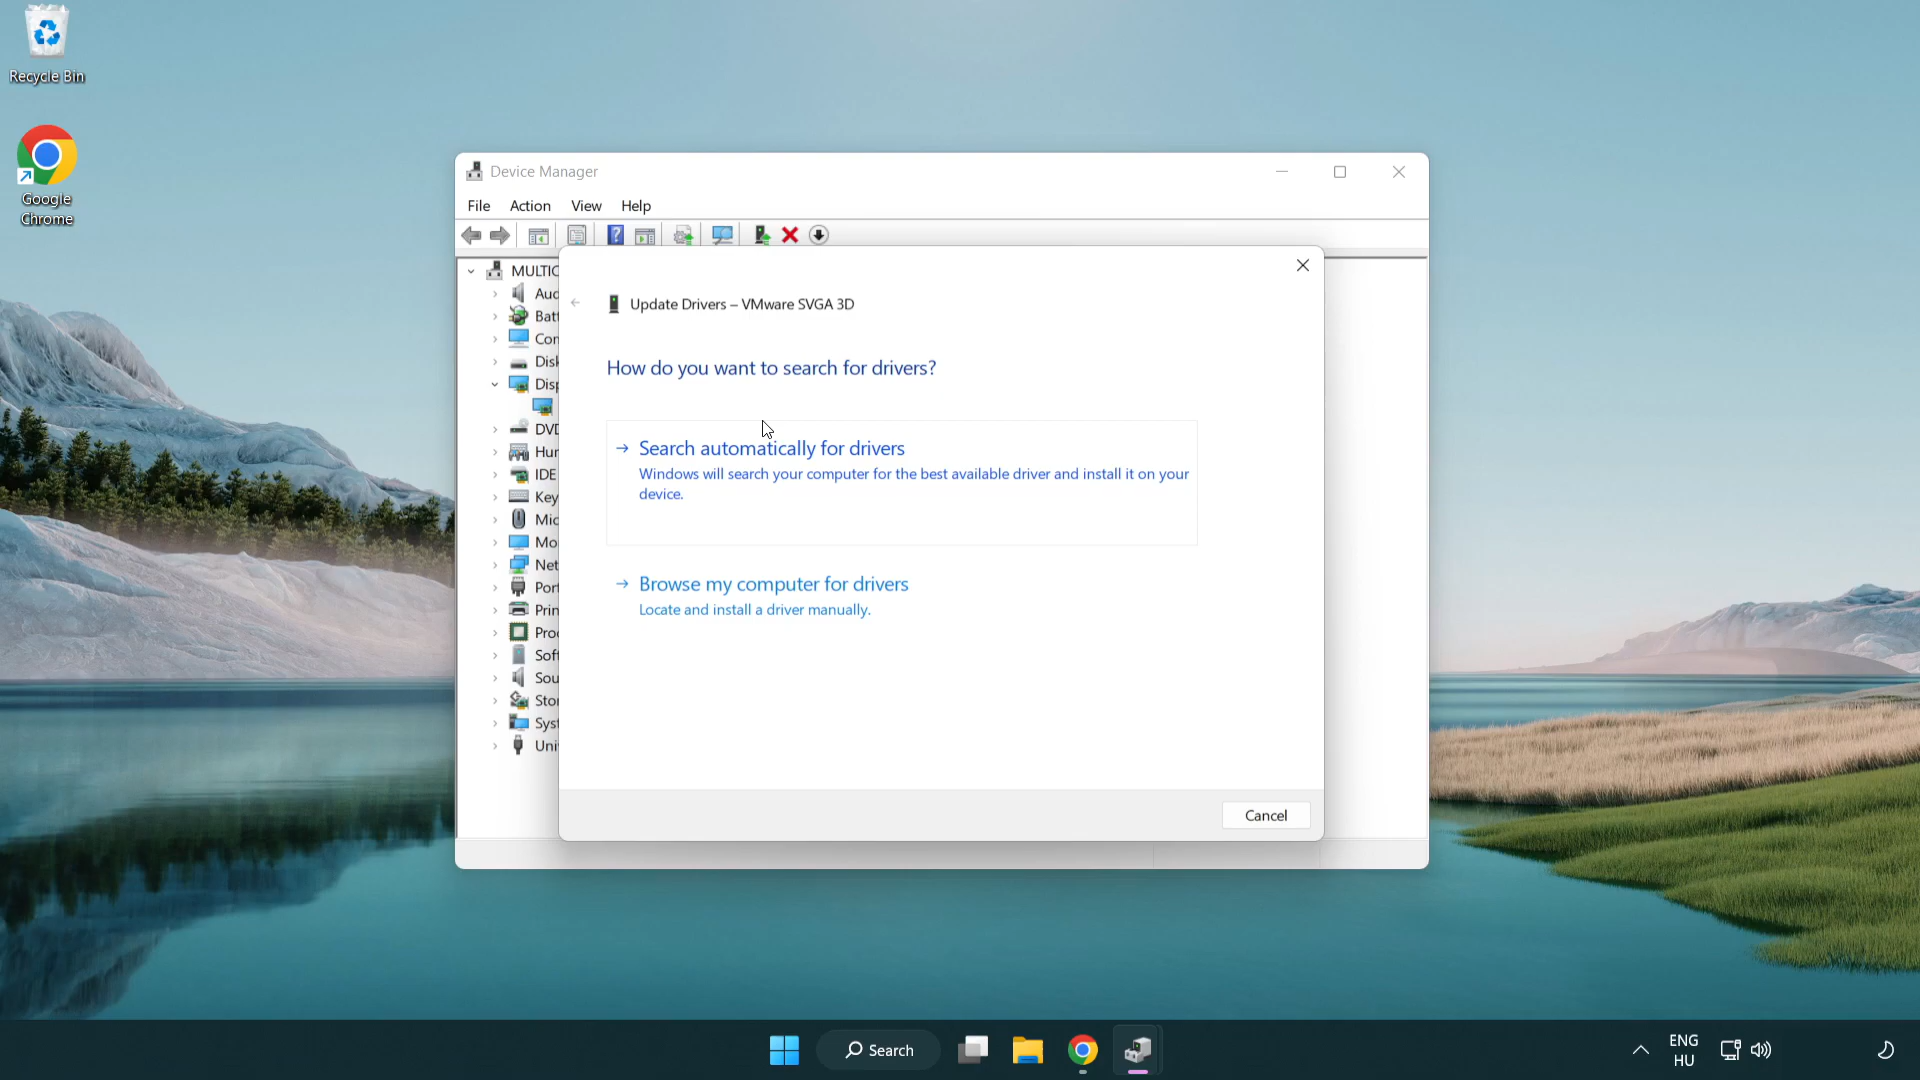 Recycle Bin
Google
Chrome
Device Manager
File Action View Help
MULTIC
Aud
Batt
Con
Disk
Disp
DVD
Hur
IDE
Key
Mic
Mo
Net
Port
Prin
Proc
Soft
Sou
Stor
Syst
Uni
Update Drivers – VMware SVGA 3D
How do you want to search for drivers?
Search automatically for drivers
Windows will search your computer for the best available driver and install it on your
device.
Browse my computer for drivers
Locate and install a driver manually.
Cancel
Search
ENG
HU